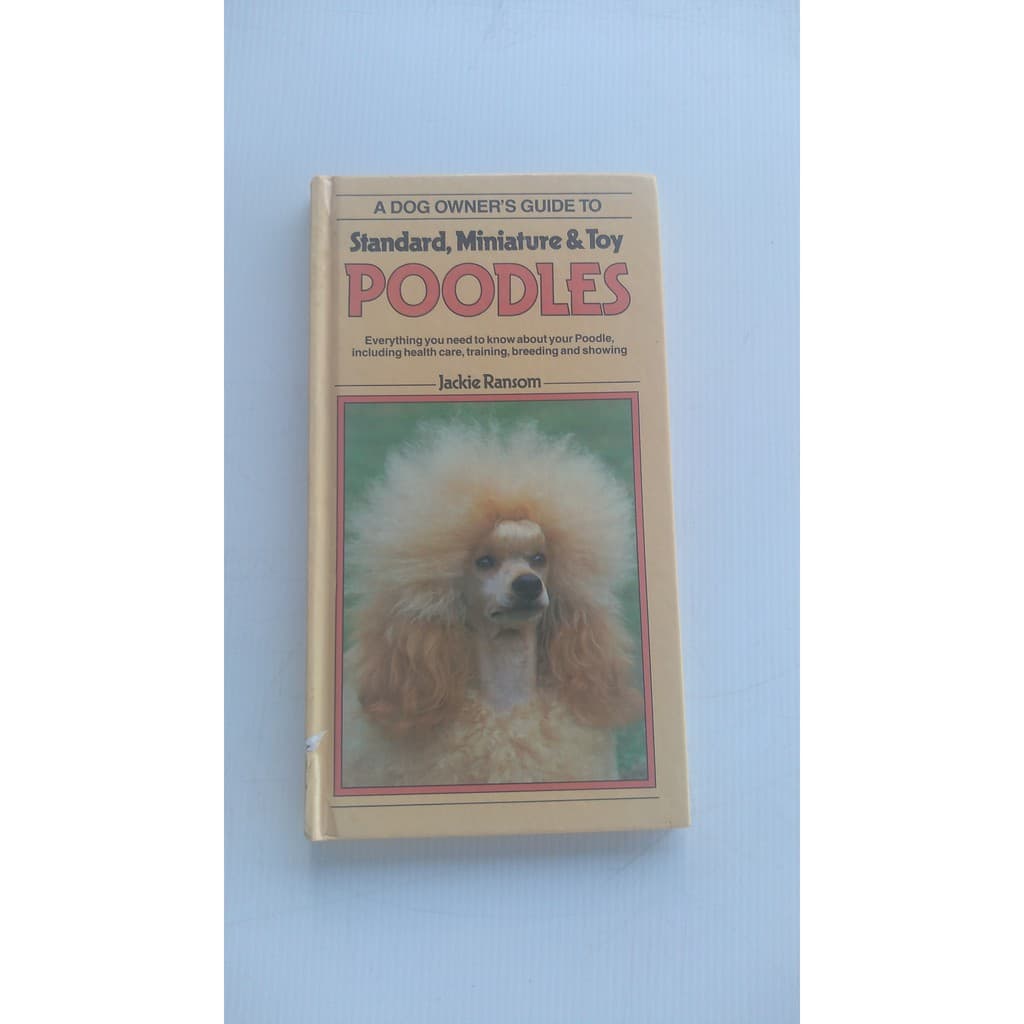 A DOG OWNER'S GUIDE TO
Standard, Miniature & Toy
POODLES
Everything you need to know about your Poodle,
including health care, training, breeding and showing
Jackie Ransom